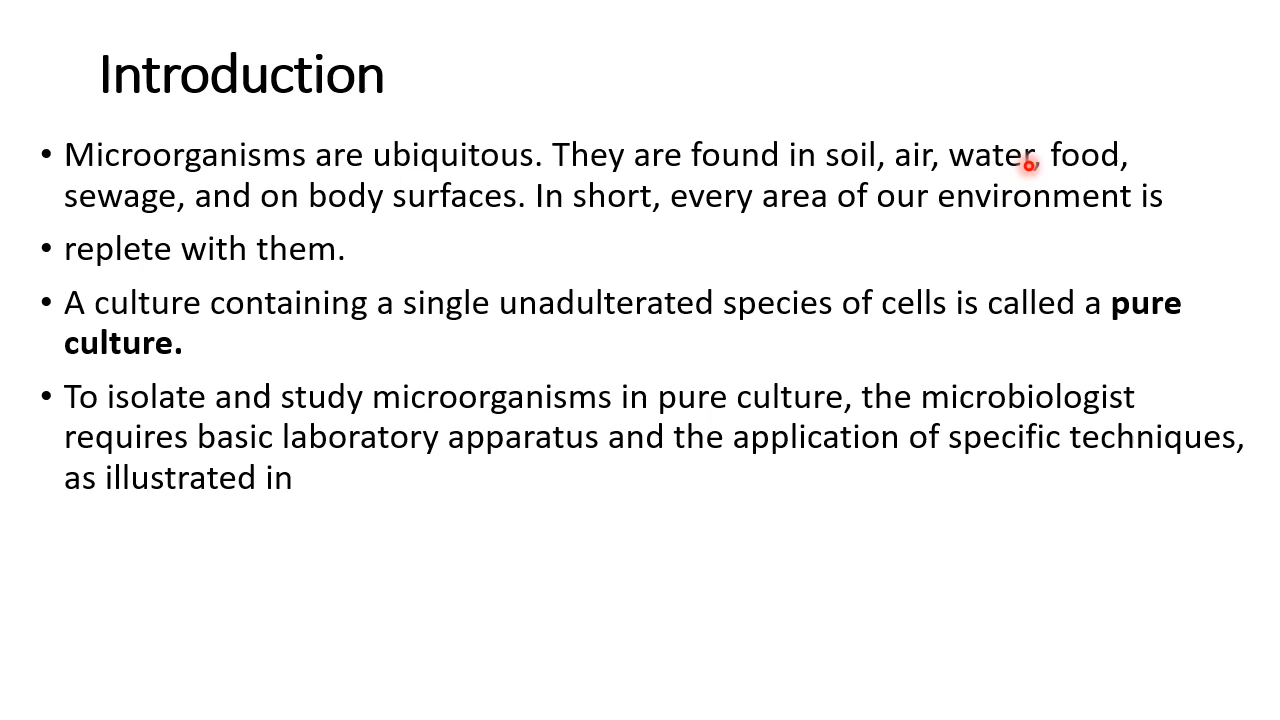 Introduction
• Microorganisms are ubiquitous. They are found in soil, air, water, food,
sewage, and on body surfaces. In short, every area of our environment is
• replete with them.
• A culture containing a single unadulterated species of cells is called a pure
culture.
• To isolate and study microorganisms in pure culture, the microbiologist
requires basic laboratory apparatus and the application of specific techniques,
as illustrated in